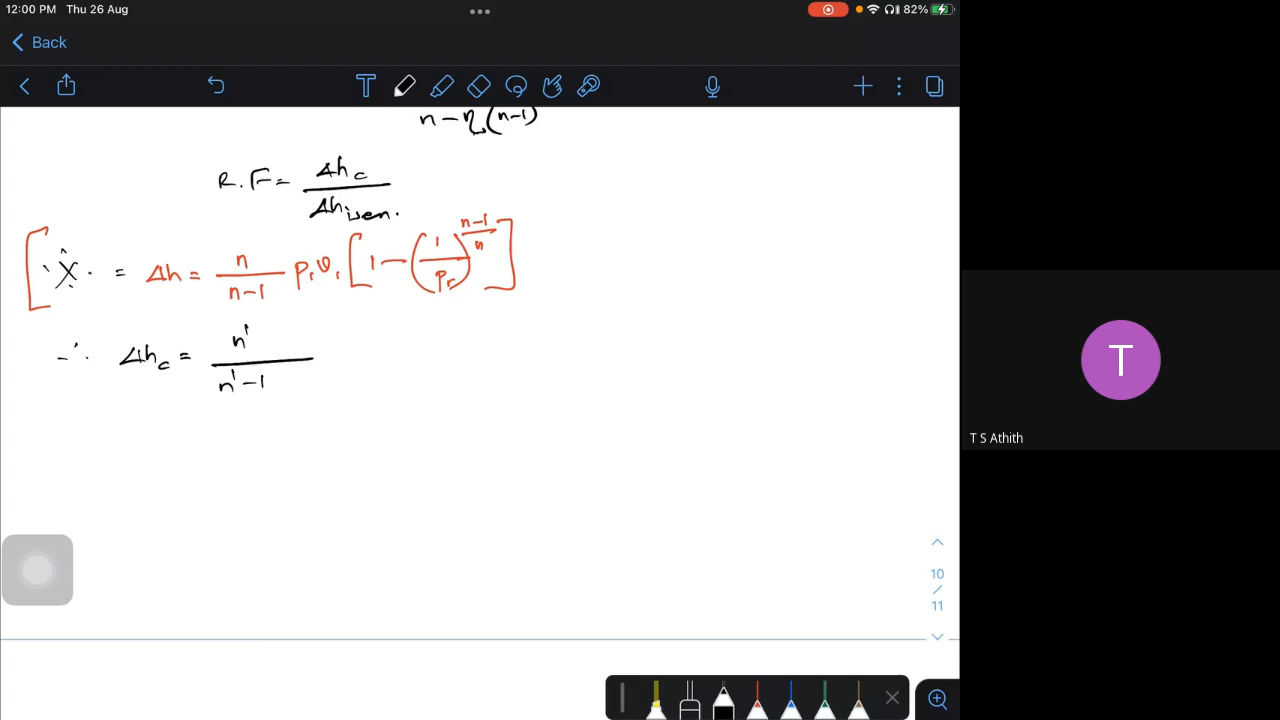 12:00 PM Thu 26 Aug
82%
Back
n - η(n-1)
R.F = Δh_c / Δh_isen.
X. = Δh = n/(n-1) P₁v₁ [1 - (1/Pr)^((n-1)/n)]
∴ Δh_c = n'/(n'-1)
T
T S Athith
10
/
11